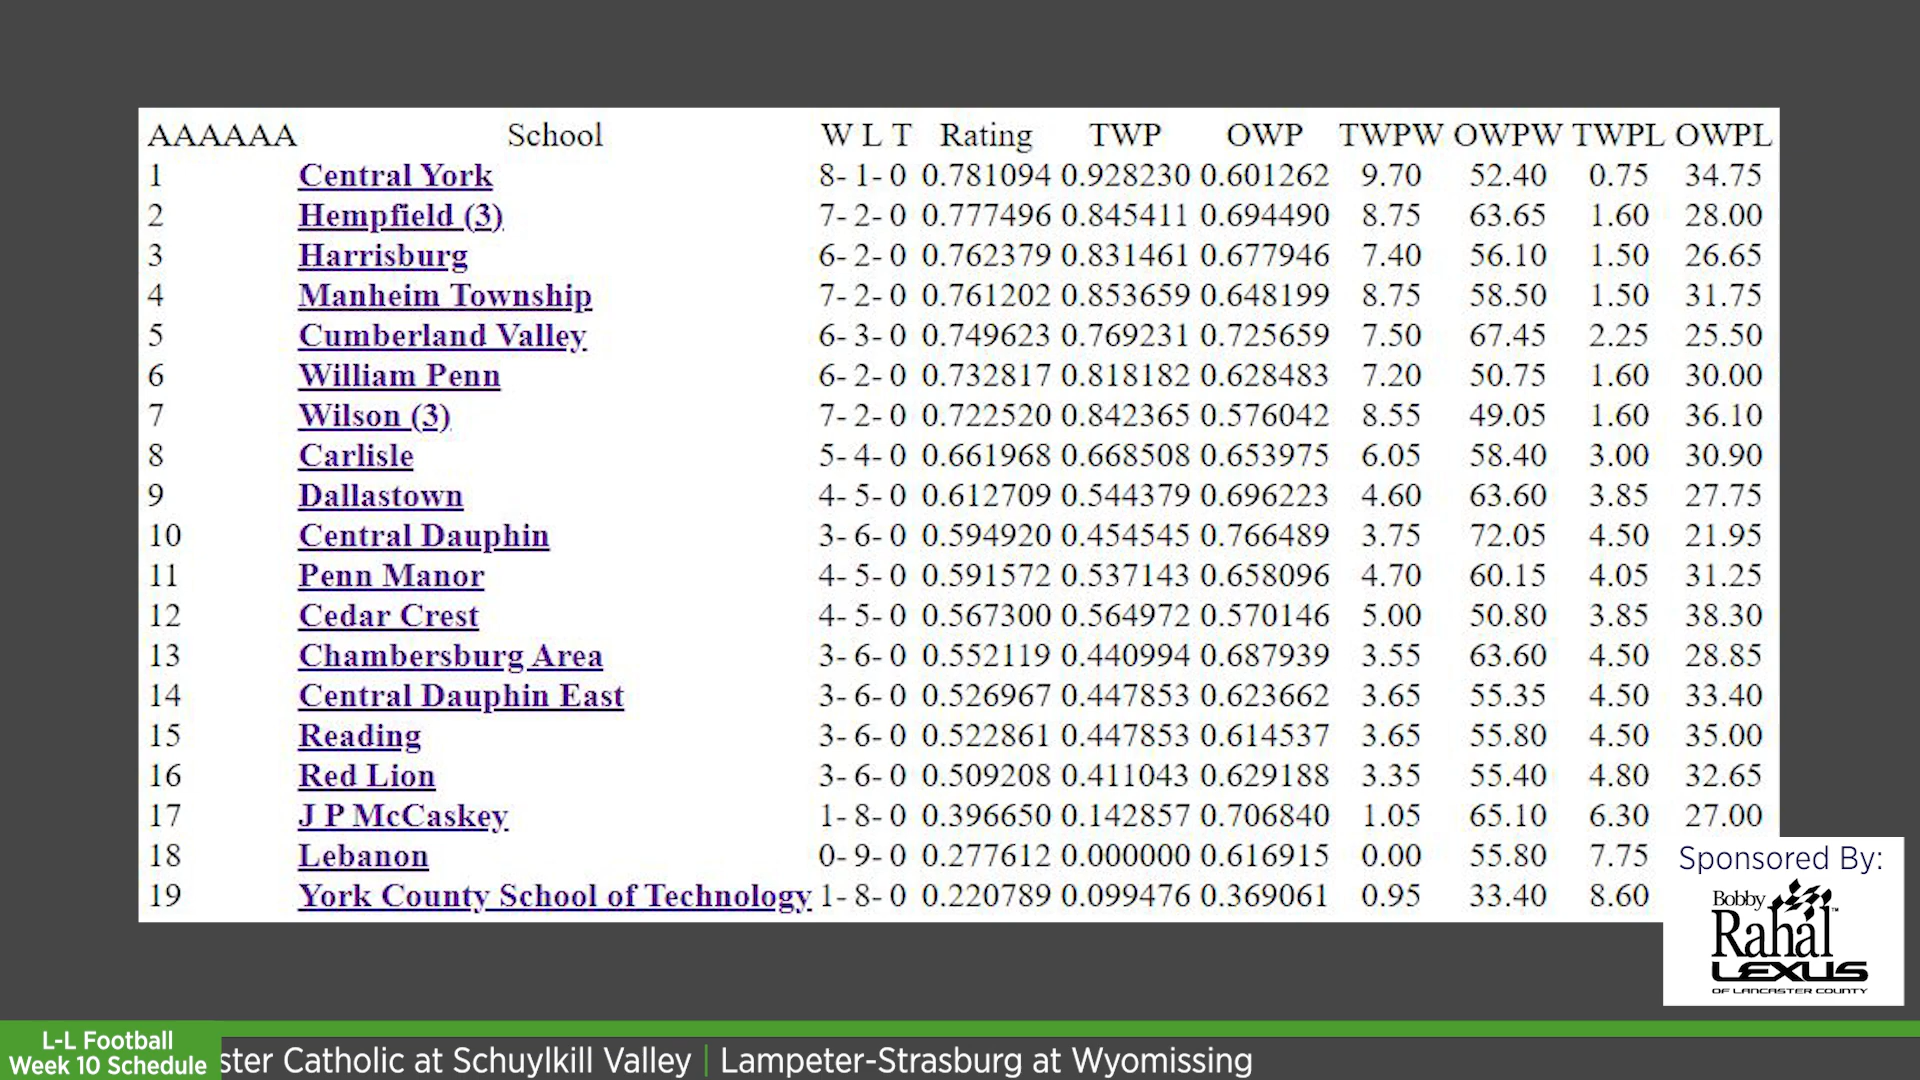 AAAAAA School W L T Rating TWP OWP TWPW OWPW TWPL OWPL
1 Central York 8- 1- 0 0.781094 0.928230 0.601262 9.70 52.40 0.75 34.75
2 Hempfield (3) 7- 2- 0 0.777496 0.845411 0.694490 8.75 63.65 1.60 28.00
3 Harrisburg 6- 2- 0 0.762379 0.831461 0.677946 7.40 56.10 1.50 26.65
4 Manheim Township 7- 2- 0 0.761202 0.853659 0.648199 8.75 58.50 1.50 31.75
5 Cumberland Valley 6- 3- 0 0.749623 0.769231 0.725659 7.50 67.45 2.25 25.50
6 William Penn 6- 2- 0 0.732817 0.818182 0.628483 7.20 50.75 1.60 30.00
7 Wilson (3) 7- 2- 0 0.722520 0.842365 0.576042 8.55 49.05 1.60 36.10
8 Carlisle 5- 4- 0 0.661968 0.668508 0.653975 6.05 58.40 3.00 30.90
9 Dallastown 4- 5- 0 0.612709 0.544379 0.696223 4.60 63.60 3.85 27.75
10 Central Dauphin 3- 6- 0 0.594920 0.454545 0.766489 3.75 72.05 4.50 21.95
11 Penn Manor 4- 5- 0 0.591572 0.537143 0.658096 4.70 60.15 4.05 31.25
12 Cedar Crest 4- 5- 0 0.567300 0.564972 0.570146 5.00 50.80 3.85 38.30
13 Chambersburg Area 3- 6- 0 0.552119 0.440994 0.687939 3.55 63.60 4.50 28.85
14 Central Dauphin East 3- 6- 0 0.526967 0.447853 0.623662 3.65 55.35 4.50 33.40
15 Reading 3- 6- 0 0.522861 0.447853 0.614537 3.65 55.80 4.50 35.00
16 Red Lion 3- 6- 0 0.509208 0.411043 0.629188 3.35 55.40 4.80 32.65
17 J P McCaskey 1- 8- 0 0.396650 0.142857 0.706840 1.05 65.10 6.30 27.00
18 Lebanon 0- 9- 0 0.277612 0.000000 0.616915 0.00 55.80 7.75
19 York County School of Technology 1- 8- 0 0.220789 0.099476 0.369061 0.95 33.40 8.60
Sponsored By:
Bobby
Rahal™
LEXUS
OF LANCASTER COUNTY
L-L Football
Week 10 Schedule
ster Catholic at Schuylkill Valley | Lampeter-Strasburg at Wyomissing